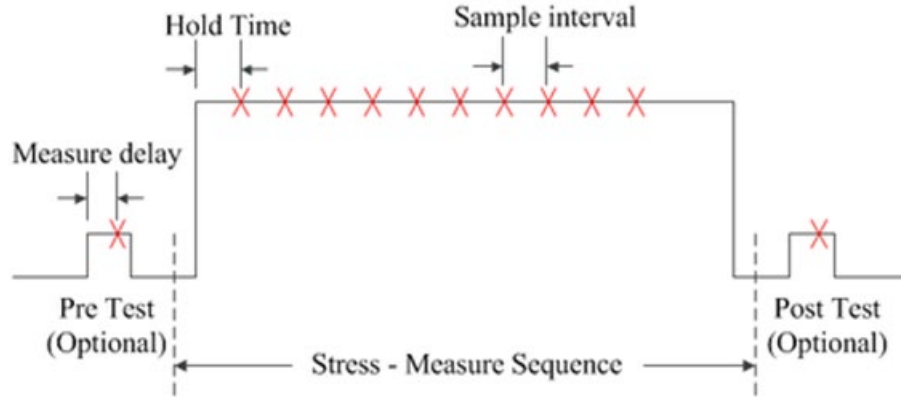 Hold Time
Sample interval
Measure delay
Pre Test
(Optional)
Post Test
(Optional)
Stress - Measure Sequence